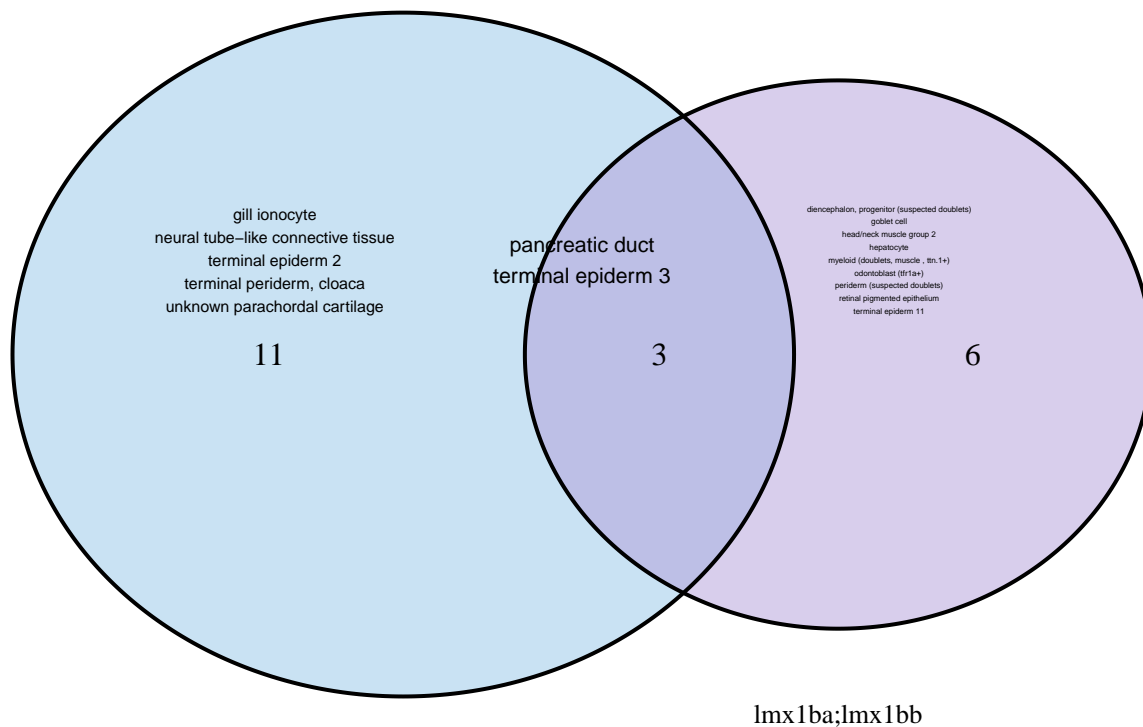 gill ionocyte
neural tube−like connective tissue
terminal epiderm 2
terminal periderm, cloaca
unknown parachordal cartilage
11
pancreatic duct
terminal epiderm 3
3
diencephalon, progenitor (suspected doublets)
goblet cell
head/neck muscle group 2
hepatocyte
myeloid (doublets, muscle , ttn.1+)
odontoblast (tfr1a+)
periderm (suspected doublets)
retinal pigmented epithelium
terminal epiderm 11
6
lmx1ba;lmx1bb